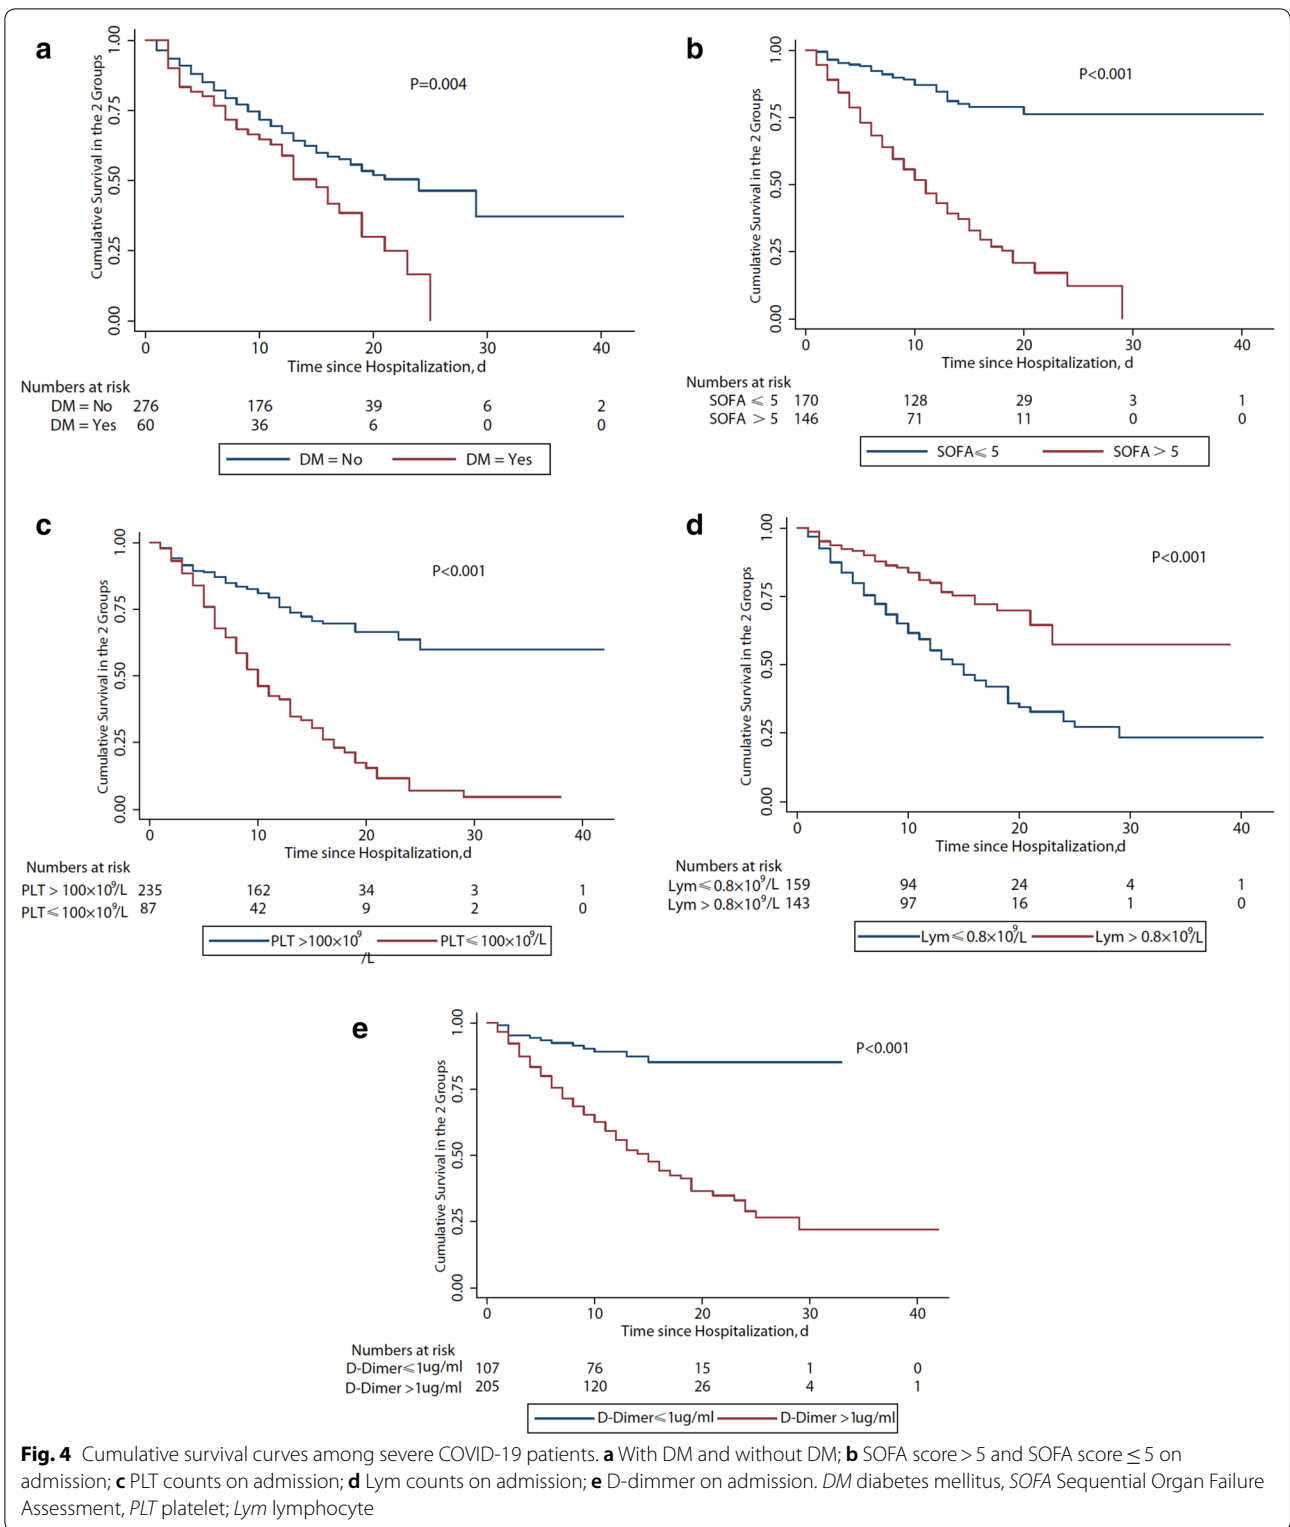 a
P=0.004
Cumulative Survival in the 2 Groups
1.00
0.75
0.50
0.25
0.00
0 10 20 30 40
Time since Hospitalization, d
Numbers at risk
DM = No 276 176 39 6 2
DM = Yes 60 36 6 0 0
DM = No DM = Yes
b
P<0.001
Cumulative Survival in the 2 Groups
1.00
0.75
0.50
0.25
0.00
0 10 20 30 40
Time since Hospitalization, d
Numbers at risk
SOFA ⩽ 5 170 128 29 3 1
SOFA > 5 146 71 11 0 0
SOFA⩽ 5 SOFA > 5
c
P<0.001
Cumulative Survival in the 2 Groups
1.00
0.75
0.50
0.25
0.00
0 10 20 30 40
Time since Hospitalization,d
Numbers at risk
PLT > 100×10⁹/L 235 162 34 3 1
PLT⩽ 100×10⁹/L 87 42 9 2 0
PLT >100×10⁹ PLT⩽ 100×10⁹/L
/L
d
P<0.001
Cumulative Survival in the 2 Groups
1.00
0.75
0.50
0.25
0.00
0 10 20 30 40
Time since Hospitalization,d
Numbers at risk
Lym⩽ 0.8×10⁹/L 159 94 24 4 1
Lym > 0.8×10⁹/L 143 97 16 1 0
Lym⩽ 0.8×10⁹/L Lym > 0.8×10⁹/L
e
P<0.001
Cumulative Survival in the 2 Groups
1.00
0.75
0.50
0.25
0.00
0 10 20 30 40
Time since Hospitalization, d
Numbers at risk
D-Dimer⩽1ug/ml 107 76 15 1 0
D-Dimer >1ug/ml 205 120 26 4 1
D-Dimer⩽1ug/ml D-Dimer >1ug/ml
Fig. 4 Cumulative survival curves among severe COVID-19 patients. a With DM and without DM; b SOFA score > 5 and SOFA score ≤ 5 on
admission; c PLT counts on admission; d Lym counts on admission; e D-dimmer on admission. DM diabetes mellitus, SOFA Sequential Organ Failure
Assessment, PLT platelet; Lym lymphocyte